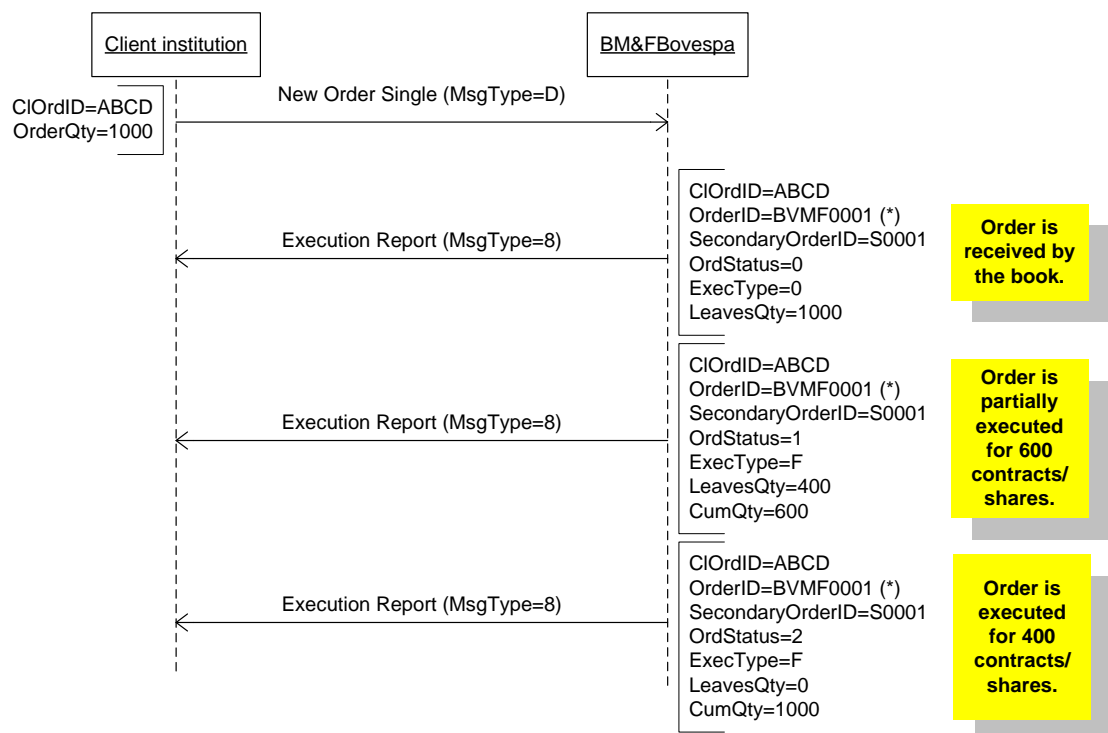 Client institution
BM&FBovespa
New Order Single (MsgType=D)
ClOrdID=ABCD
OrderQty=1000
ClOrdID=ABCD
OrderID=BVMF0001 (*)
SecondaryOrderID=S0001
OrdStatus=0
ExecType=0
LeavesQty=1000
Execution Report (MsgType=8)
Order is
received by
the book.
ClOrdID=ABCD
OrderID=BVMF0001 (*)
SecondaryOrderID=S0001
OrdStatus=1
ExecType=F
LeavesQty=400
CumQty=600
Execution Report (MsgType=8)
Order is
partially
executed
for 600
contracts/
shares.
ClOrdID=ABCD
OrderID=BVMF0001 (*)
SecondaryOrderID=S0001
OrdStatus=2
ExecType=F
LeavesQty=0
CumQty=1000
Execution Report (MsgType=8)
Order is
executed
for 400
contracts/
shares.